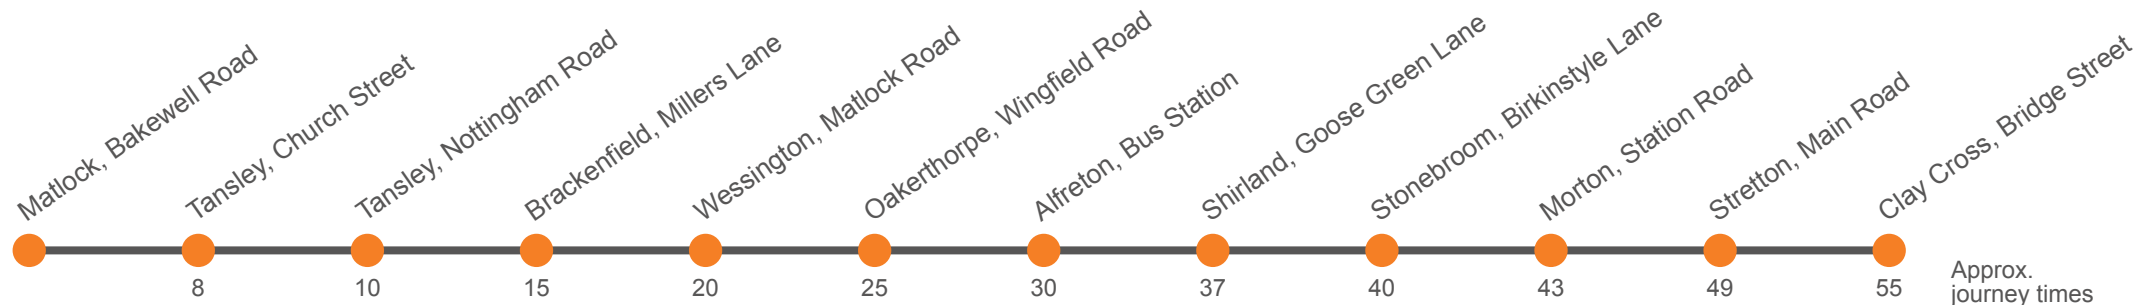 Matlock, Bakewell Road
Tansley, Church Street
Tansley, Nottingham Road
Brackenfield, Millers Lane
Wessington, Matlock Road
Oakerthorpe, Wingfield Road
Alfreton, Bus Station
Shirland, Goose Green Lane
Stonebroom, Birkinstyle Lane
Morton, Station Road
Stretton, Main Road
Clay Cross, Bridge Street
8
10
15
20
25
30
37
40
43
49
55
Approx.
journey times